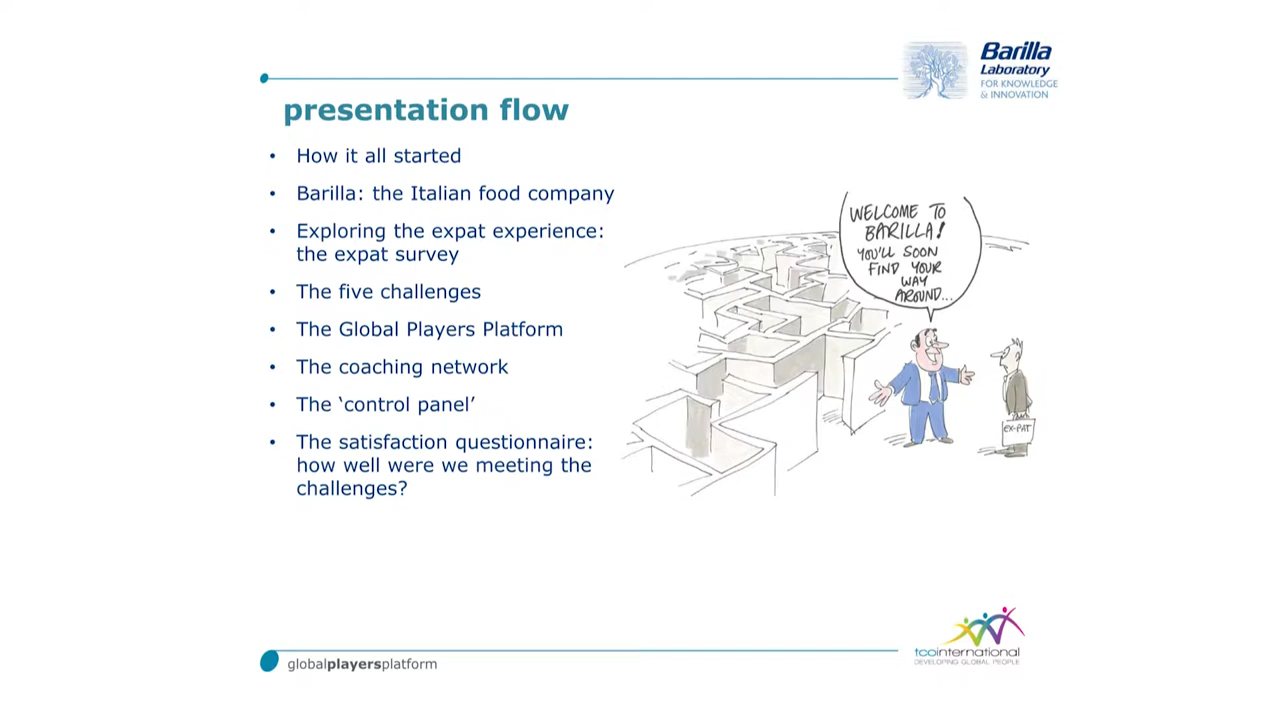 Barilla
Laboratory
FOR KNOWLEDGE
& INNOVATION
presentation flow
• How it all started
• Barilla: the Italian food company
• Exploring the expat experience:
the expat survey
• The five challenges
• The Global Players Platform
• The coaching network
• The ‘control panel’
• The satisfaction questionnaire:
how well were we meeting the
challenges?
WELCOME TO
BARILLA!
YOU'LL SOON
FIND YOUR
WAY
AROUND...
EX-PAT
globalplayersplatform
tcointernational
DEVELOPING GLOBAL PEOPLE